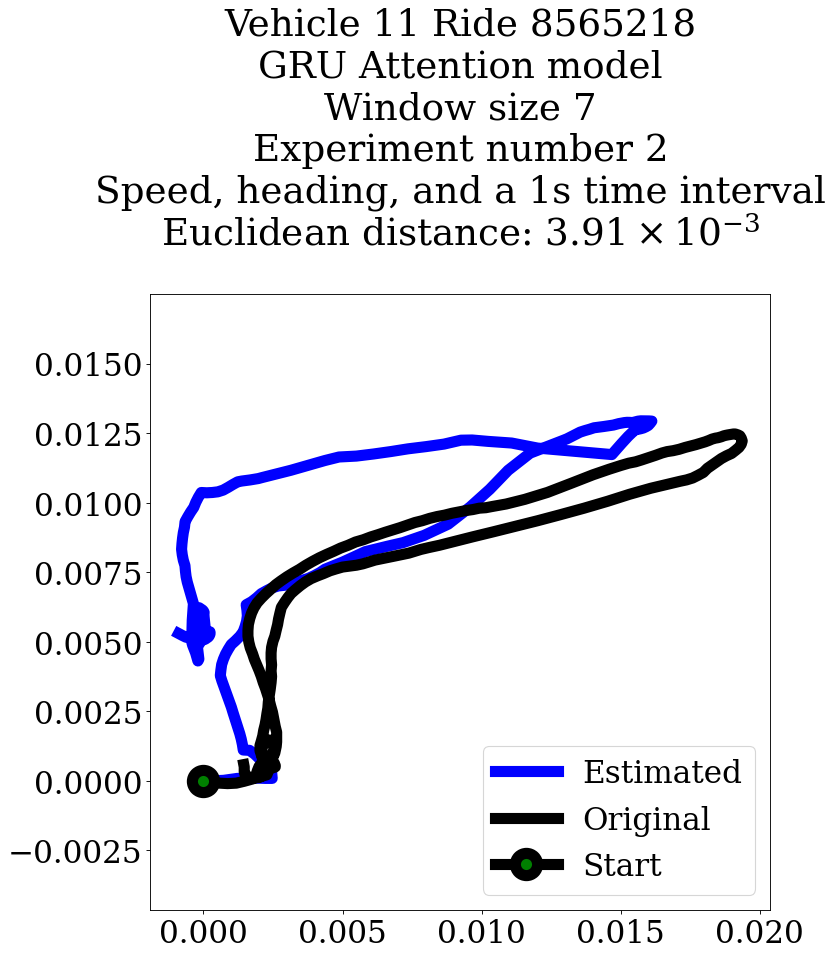 Vehicle 11 Ride 8565218
GRU Attention model
Window size 7
Experiment number 2
Speed, heading, and a 1s time interval
Euclidean distance: 3.91 × 10⁻³
0.0150
0.0125
0.0100
0.0075
0.0050
0.0025
0.0000
−0.0025
Estimated
Original
Start
0.000 0.005 0.010 0.015 0.020